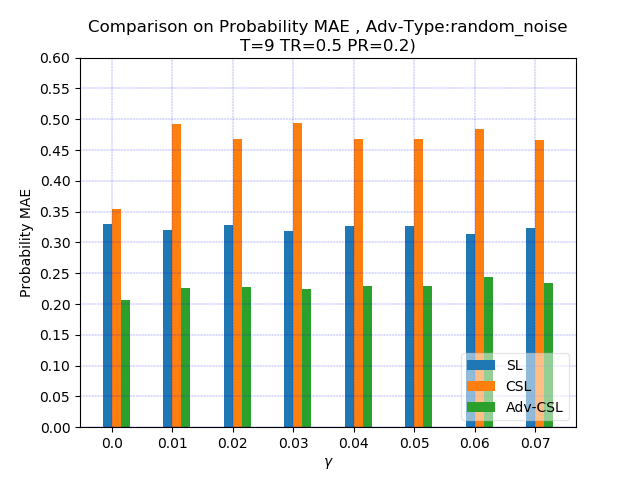 Comparison on Probability MAE , Adv-Type:random_noise
T=9 TR=0.5 PR=0.2)
0.60
0.55
0.50
0.45
0.40
0.35
0.30
0.25
0.20
0.15
0.10
0.05
0.00
Probability MAE
SL
CSL
Adv-CSL
0.0 0.01 0.02 0.03 0.04 0.05 0.06 0.07
γ